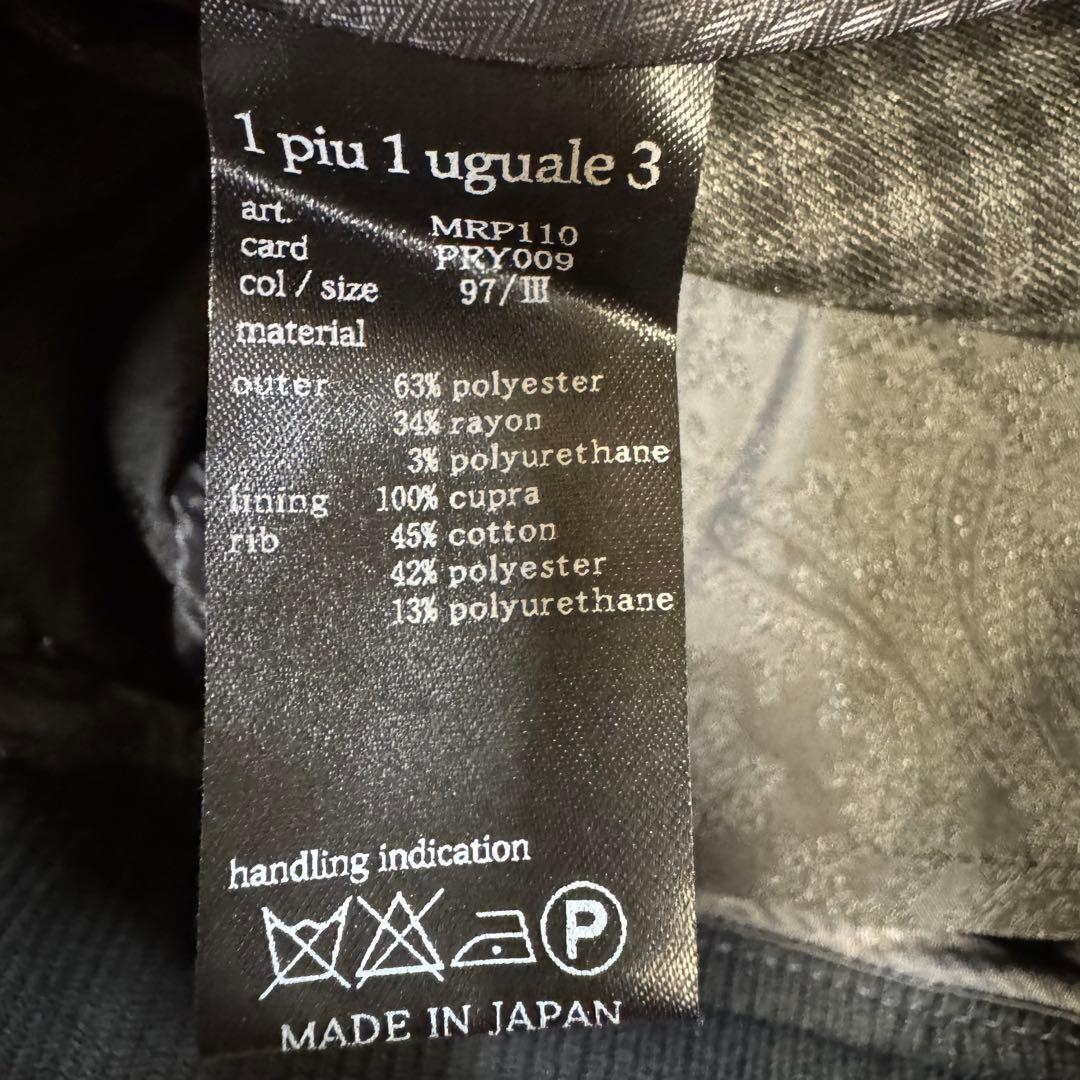 1 piu 1 uguale 3
art. MRP110
card PRY009
col / size 97/Ⅲ
material
outer 63% polyester
34% rayon
3% polyurethane
lining 100% cupra
rib 45% cotton
42% polyester
13% polyurethane
handling indication
P
MADE IN JAPAN